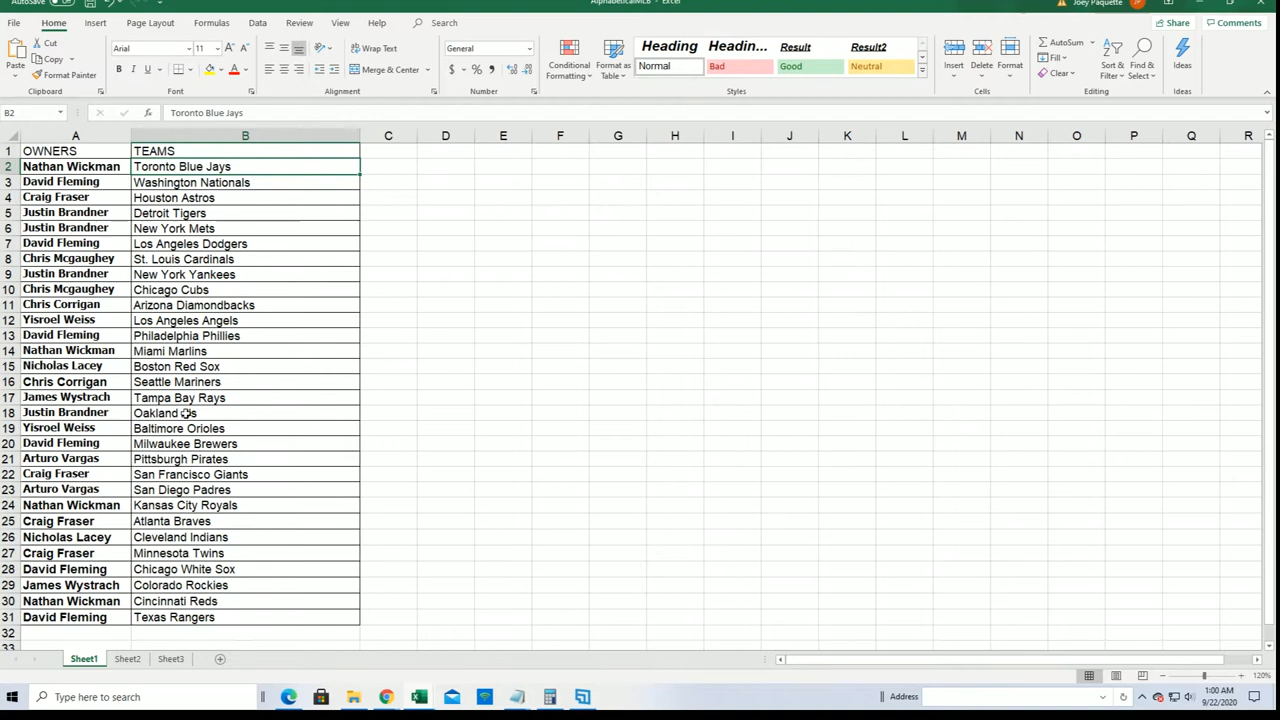 AutoSave Off AlphabeticalMLB - Excel Joey Paquette JP
File Home Insert Page Layout Formulas Data Review View Help Search Share Comments
Paste Cut Copy Format Painter Clipboard
Arial 11 A A B I U A Font
Wrap Text Merge & Center Alignment
General $ % Number
Conditional Formatting Format as Table
Heading Headin... Result Result2
Normal Bad Good Neutral
Styles
Insert Delete Format Cells
AutoSum Fill Clear Sort & Filter Find & Select Editing
Ideas Ideas
B2 fx Toronto Blue Jays
A B C D E F G H I J K L M N O P Q R
1 OWNERS TEAMS
2 Nathan Wickman Toronto Blue Jays
3 David Fleming Washington Nationals
4 Craig Fraser Houston Astros
5 Justin Brandner Detroit Tigers
6 Justin Brandner New York Mets
7 David Fleming Los Angeles Dodgers
8 Chris Mcgaughey St. Louis Cardinals
9 Justin Brandner New York Yankees
10 Chris Mcgaughey Chicago Cubs
11 Chris Corrigan Arizona Diamondbacks
12 Yisroel Weiss Los Angeles Angels
13 David Fleming Philadelphia Phillies
14 Nathan Wickman Miami Marlins
15 Nicholas Lacey Boston Red Sox
16 Chris Corrigan Seattle Mariners
17 James Wystrach Tampa Bay Rays
18 Justin Brandner Oakland
19 Yisroel Weiss Baltimore Orioles
20 David Fleming Milwaukee Brewers
21 Arturo Vargas Pittsburgh Pirates
22 Craig Fraser San Francisco Giants
23 Arturo Vargas San Diego Padres
24 Nathan Wickman Kansas City Royals
25 Craig Fraser Atlanta Braves
26 Nicholas Lacey Cleveland Indians
27 Craig Fraser Minnesota Twins
28 David Fleming Chicago White Sox
29 James Wystrach Colorado Rockies
30 Nathan Wickman Cincinnati Reds
31 David Fleming Texas Rangers
32
33
Sheet1 Sheet2 Sheet3
120%
Type here to search Address 1:00 AM
9/22/2020